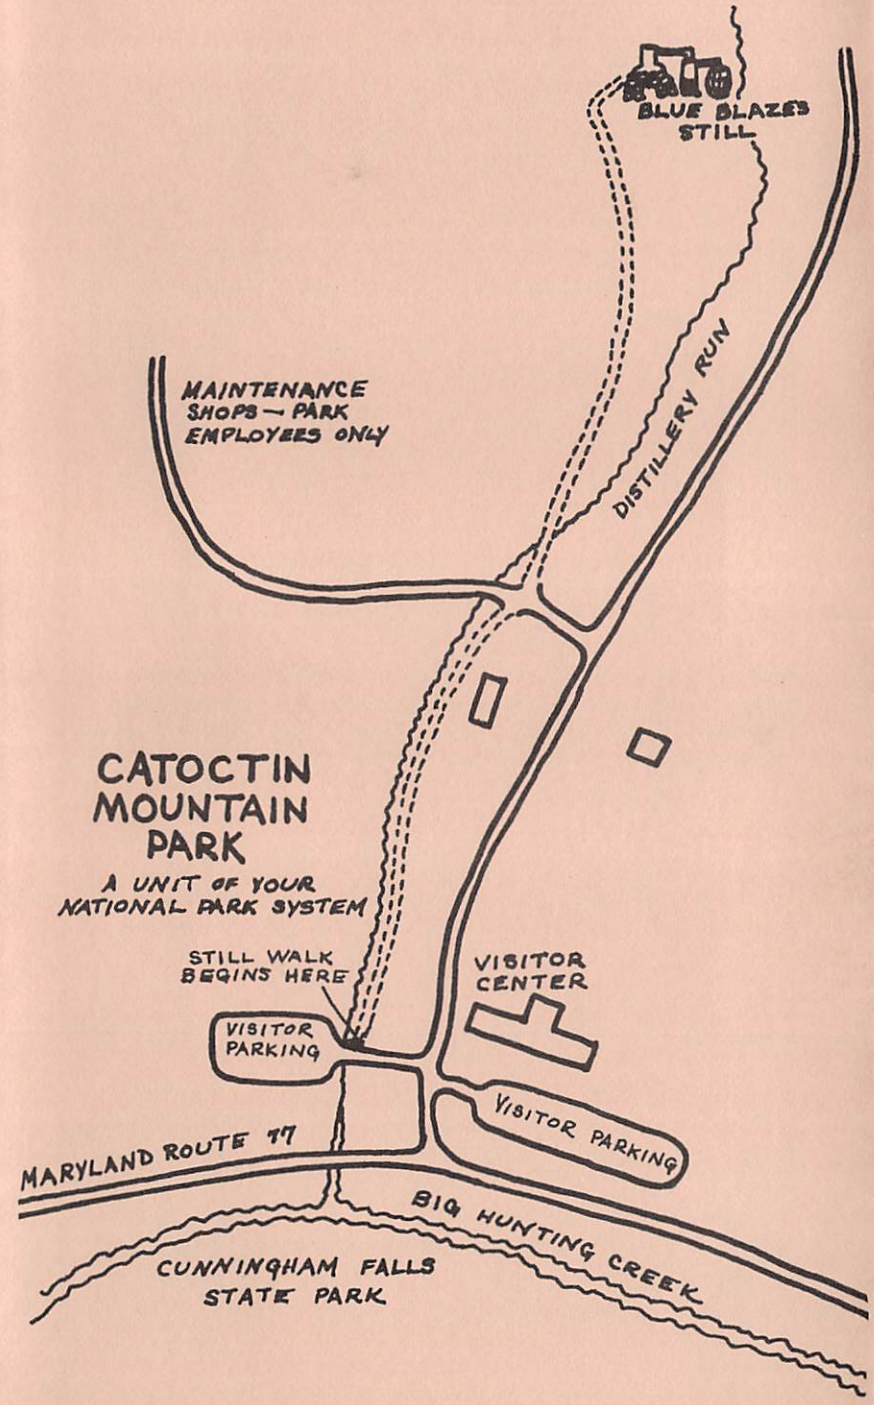 BLUE BLAZES
STILL
DISTILLERY RUN
MAINTENANCE
SHOPS — PARK
EMPLOYEES ONLY
CATOCTIN
MOUNTAIN
PARK
A UNIT OF YOUR
NATIONAL PARK SYSTEM
STILL WALK
BEGINS HERE
VISITOR
CENTER
VISITOR
PARKING
VISITOR PARKING
MARYLAND ROUTE 77
BIG HUNTING CREEK
CUNNINGHAM FALLS
STATE PARK